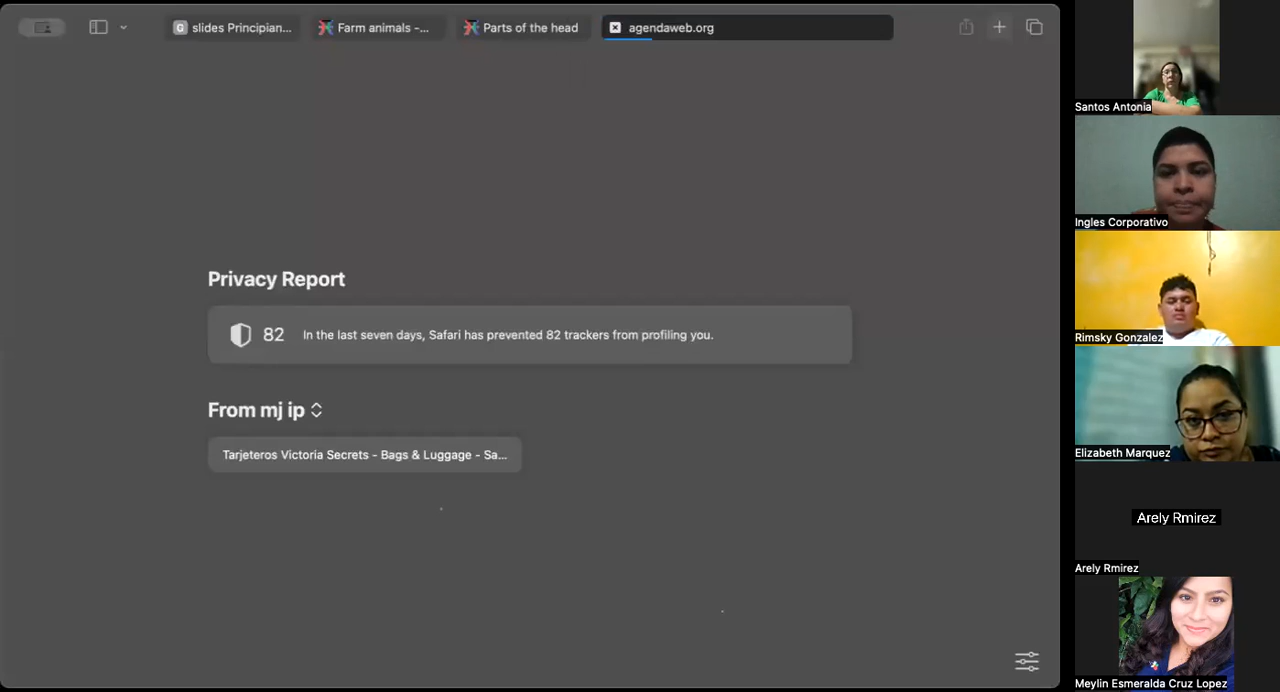 slides Principian...
Farm animals -...
Parts of the head
agendaweb.org
Privacy Report
82
In the last seven days, Safari has prevented 82 trackers from profiling you.
From mj ip
Tarjeteros Victoria Secrets - Bags & Luggage - Sa...
Santos Antonia
Ingles Corporativo
Rimsky Gonzalez
Elizabeth Marquez
Arely Rmirez
Arely Rmirez
Meylin Esmeralda Cruz Lopez